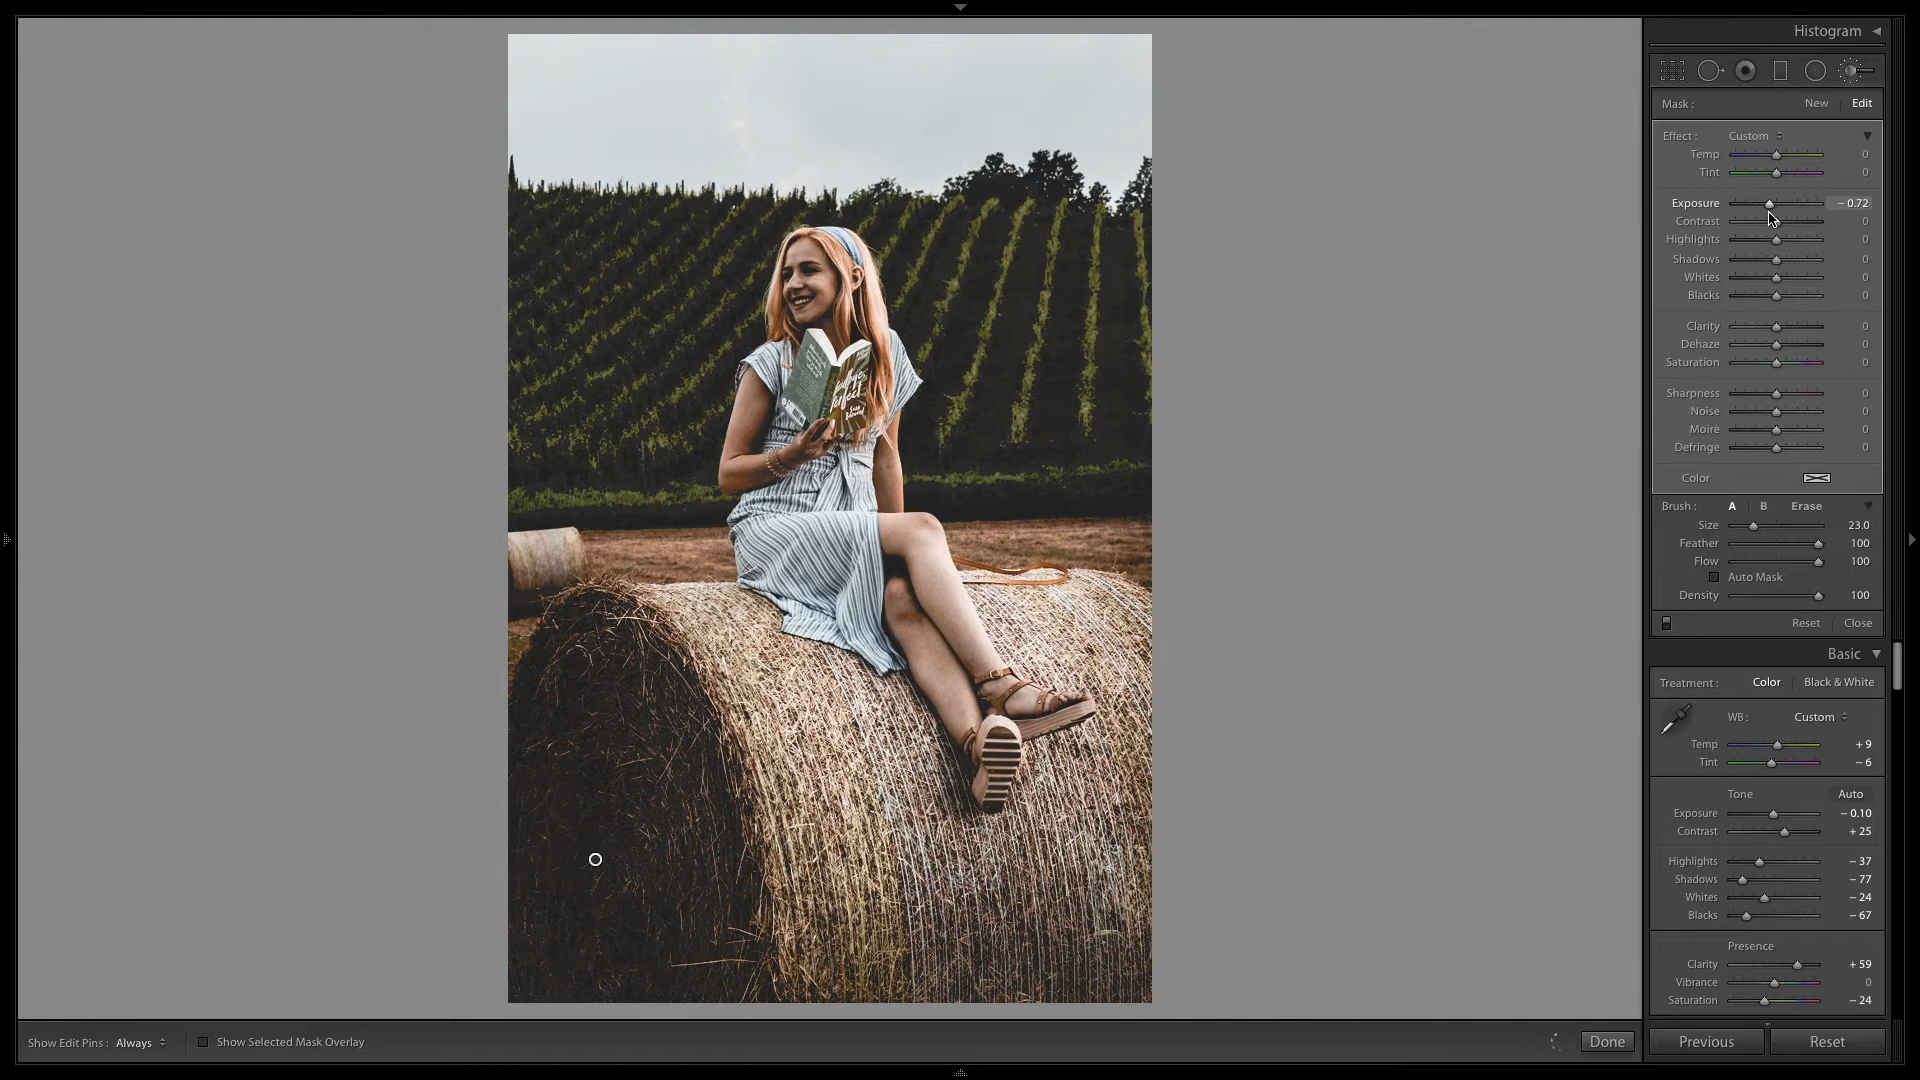 Histogram
Mask : New Edit
Effect : Custom
Temp 0
Tint 0
Exposure − 0.72
Contrast 0
Highlights 0
Shadows 0
Whites 0
Blacks 0
Clarity 0
Dehaze 0
Saturation 0
Sharpness 0
Noise 0
Moiré 0
Defringe 0
Color
Brush : A B Erase
Size 23.0
Feather 100
Flow 100
Auto Mask
Density 100
Reset Close
Basic
Treatment : Color Black & White
WB : Custom
Temp + 9
Tint − 6
Tone Auto
Exposure − 0.10
Contrast + 25
Highlights − 37
Shadows − 77
Whites − 24
Blacks − 67
Presence
Clarity + 59
Vibrance 0
Saturation − 24
Show Edit Pins : Always Show Selected Mask Overlay Done Previous Reset
Perfect